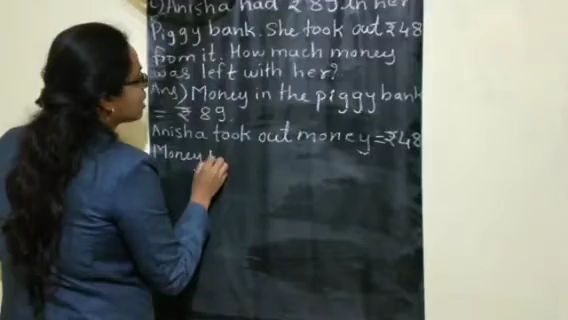 c) Anisha had ₹89 in her
Piggy bank. She took out ₹48
from it. How much money
was left with her?
Ans) Money in the piggy bank
= ₹ 89.
Anisha took out money = ₹48
Money